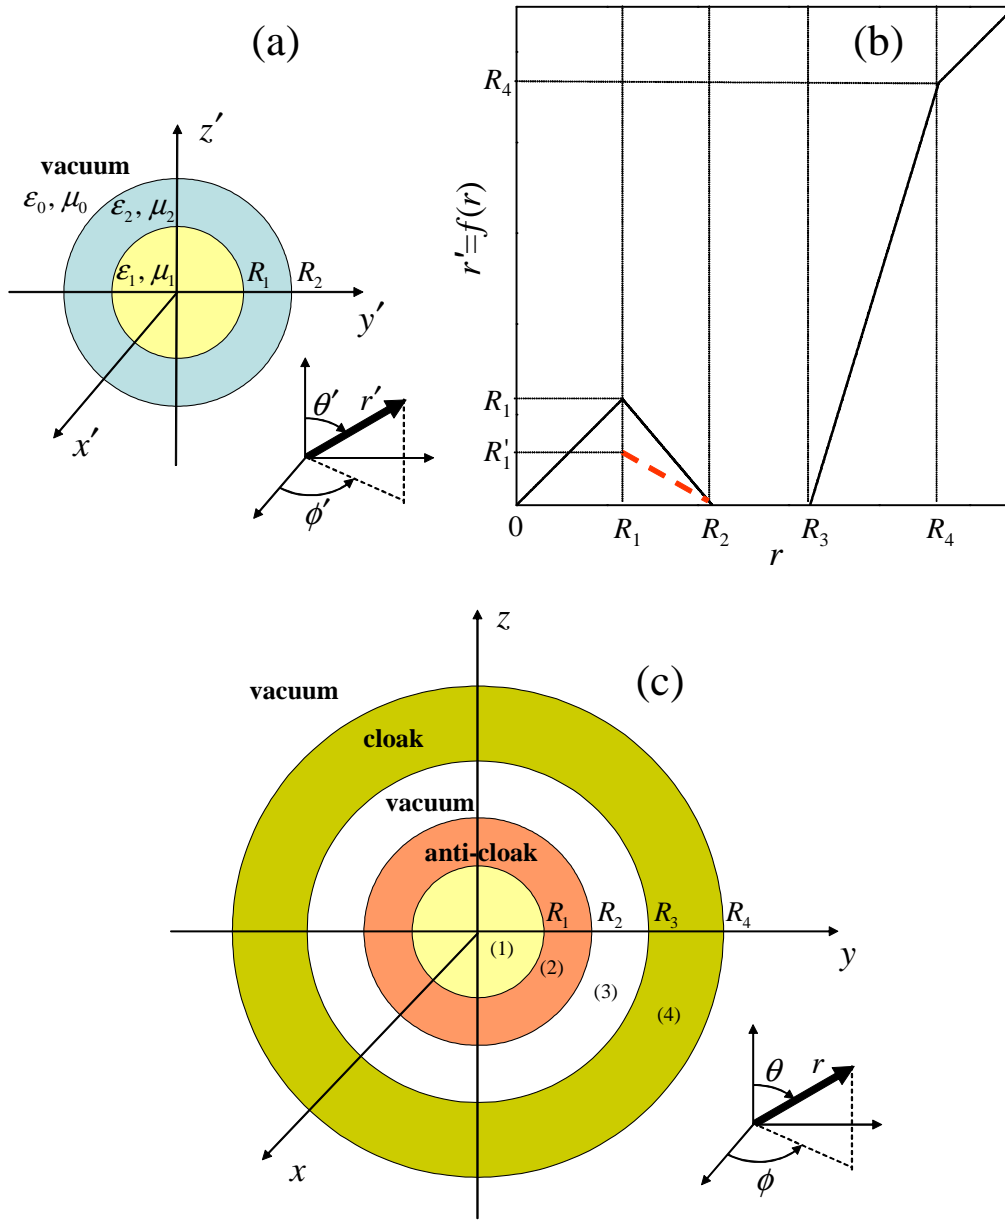 (a)
z′
vacuum
ε₀, μ₀
ε₂, μ₂
ε₁, μ₁
R₁
R₂
y′
x′
θ′
r′
ϕ′
(b)
r'=f(r)
R₄
R₁
R₁'
0
R₁
R₂
R₃
R₄
r
(c)
z
vacuum
cloak
vacuum
anti-cloak
R₁
R₂
R₃
R₄
y
(1)
(2)
(3)
(4)
x
θ
r
ϕ